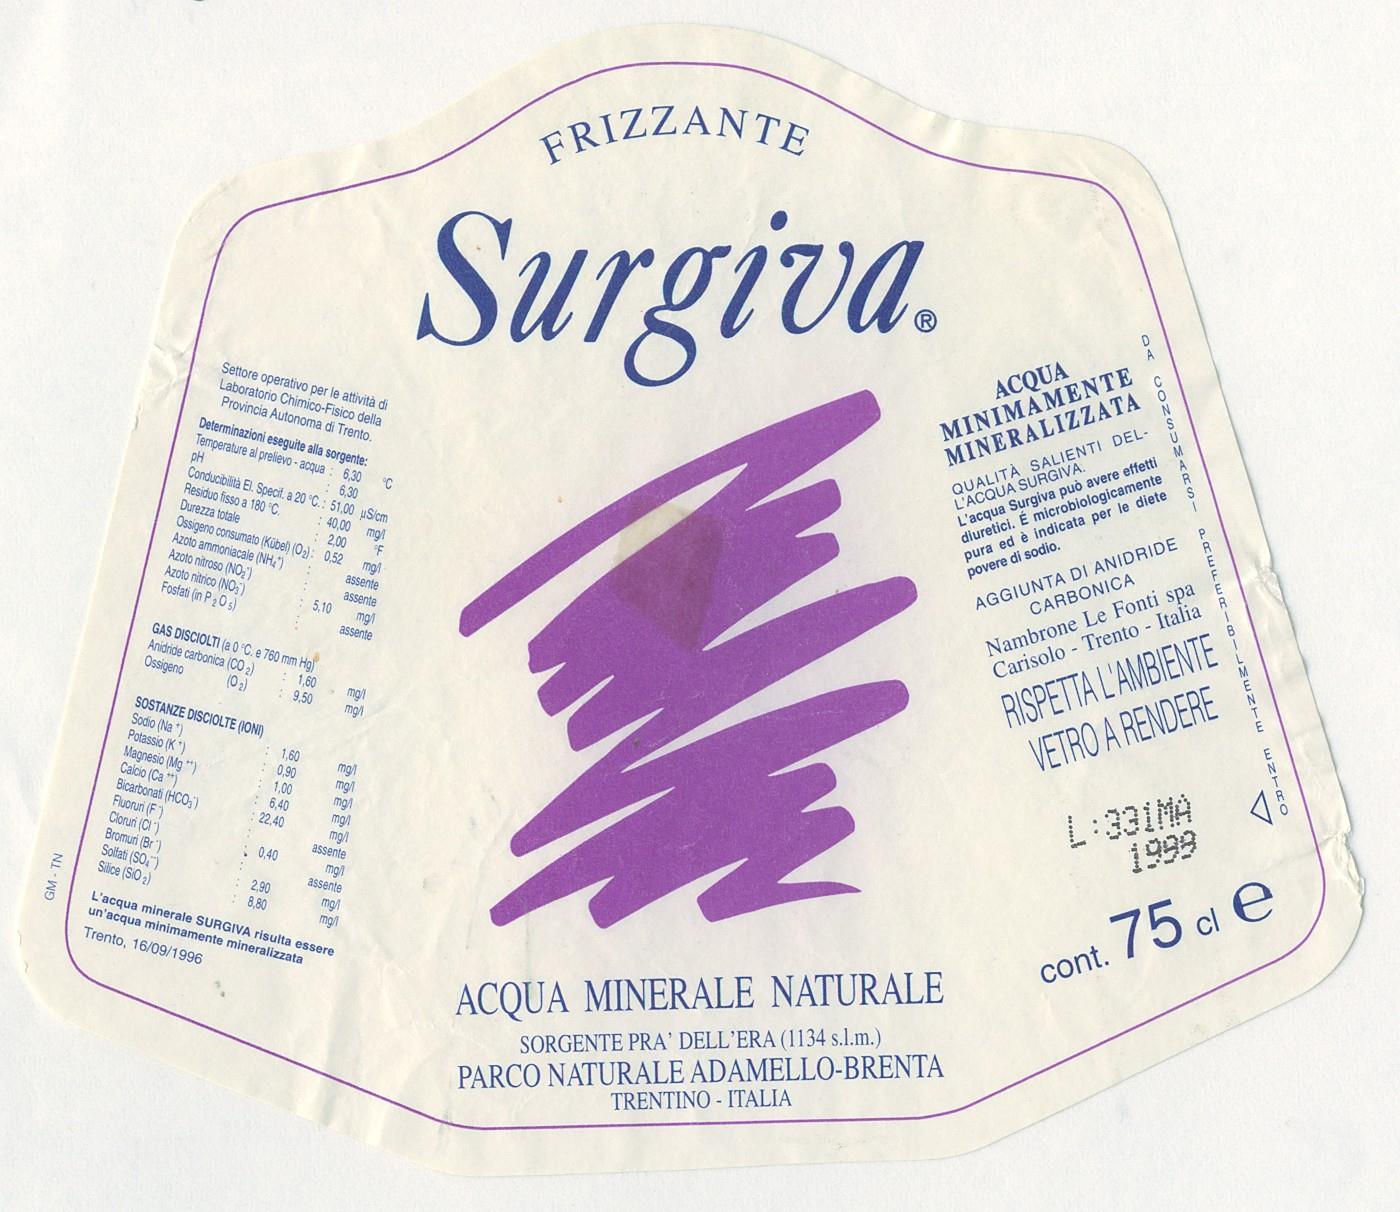 FRIZZANTE
Surgiva®
Settore operativo per le attività di
Laboratorio Chimico-Fisico della
Provincia Autonoma di Trento.
Determinazioni eseguite alla sorgente:
Temperature al prelievo - acqua : 6,30 °C
pH : 6,30
Conducibilità El. Specif. a 20 °C. : 51,00 µS/cm
Residuo fisso a 180 °C. : 40,00 mg/l
Durezza totale : 2,00 °F
Ossigeno consumato (Kübel) (O2) : 0,52 mg/l
Azoto ammoniacale (NH4+) : assente
Azoto nitroso (NO2-) : assente
Azoto nitrico (NO3-) : 5,10 mg/l
Fosfati (in P2O5) : assente
GAS DISCIOLTI (a 0 °C. e 760 mm Hg)
Anidride carbonica (CO2) : 1,60 mg/l
Ossigeno (O2) : 9,50 mg/l
SOSTANZE DISCIOLTE (IONI)
Sodio (Na+) : 1,60 mg/l
Potassio (K+) : 0,90 mg/l
Magnesio (Mg++) : 1,00 mg/l
Calcio (Ca++) : 6,40 mg/l
Bicarbonati (HCO3-) : 22,40 mg/l
Fluoruri (F-) : assente
Cloruri (Cl-) : 0,40 mg/l
Bromuri (Br-) : assente
Solfati (SO4--) : 2,90 mg/l
Silice (SiO2) : 8,80 mg/l
L'acqua minerale SURGIVA risulta essere
un'acqua minimamente mineralizzata
Trento, 16/09/1996
GM - TN
ACQUA MINERALE NATURALE
SORGENTE PRA' DELL'ERA (1134 s.l.m.)
PARCO NATURALE ADAMELLO-BRENTA
TRENTINO - ITALIA
ACQUA
MINIMAMENTE
MINERALIZZATA
QUALITÀ SALIENTI DEL-
L'ACQUA SURGIVA.
L'acqua Surgiva può avere effetti
diuretici. É microbiologicamente
pura ed è indicata per le diete
povere di sodio.
AGGIUNTA DI ANIDRIDE
CARBONICA
Nambrone Le Fonti spa
Carisolo - Trento - Italia
RISPETTA L'AMBIENTE
VETRO A RENDERE
L:331MA
1999
cont. 75 cl e
DA CONSUMARSI PREFERIBILMENTE ENTRO